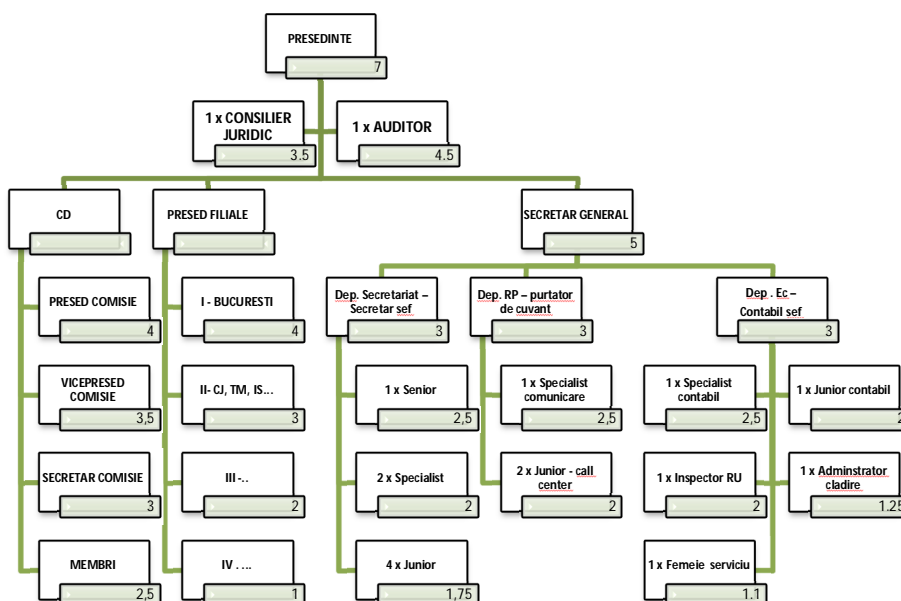 PRESEDINTE
7
1 x CONSILIER
JURIDIC
3.5
1 x AUDITOR
4.5
CD
PRESED FILIALE
SECRETAR GENERAL
5
PRESED COMISIE
4
I - BUCURESTI
4
Dep. Secretariat –
Secretar sef
3
Dep. RP – purtator
de cuvant
3
Dep . Ec –
Contabil sef
3
VICEPRESED
COMISIE
3,5
II- CJ, TM, IS...
3
1 x Senior
2,5
1 x Specialist
comunicare
2,5
1 x Specialist
contabil
2,5
1 x Junior contabil
2
SECRETAR COMISIE
3
III -..
2
2 x Specialist
2
2 x Junior - call
center
2
1 x Inspector RU
2
1 x Adminstrator
cladire
1.25
MEMBRI
2,5
IV . ...
1
4 x Junior
1,75
1 x Femeie serviciu
1.1